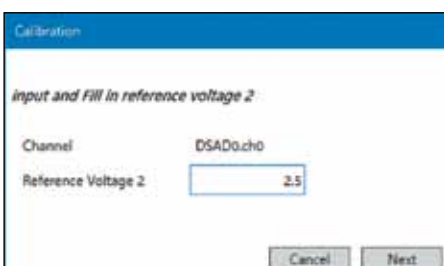 Calibration
input and Fill in reference voltage 2
Channel DSAD0.ch0
Reference Voltage 2 2.5
Cancel Next